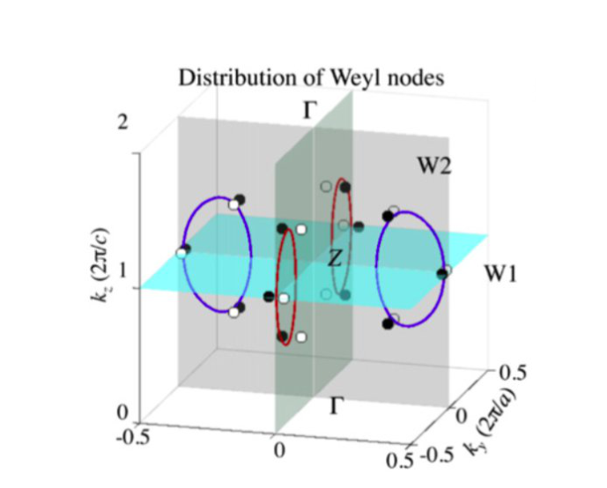 Distribution of Weyl nodes
Γ
2
W2
k_z (2π/c)
Z
1
W1
Γ
0
0.5
-0.5
0
0
-0.5
0.5
k_y (2π/a)